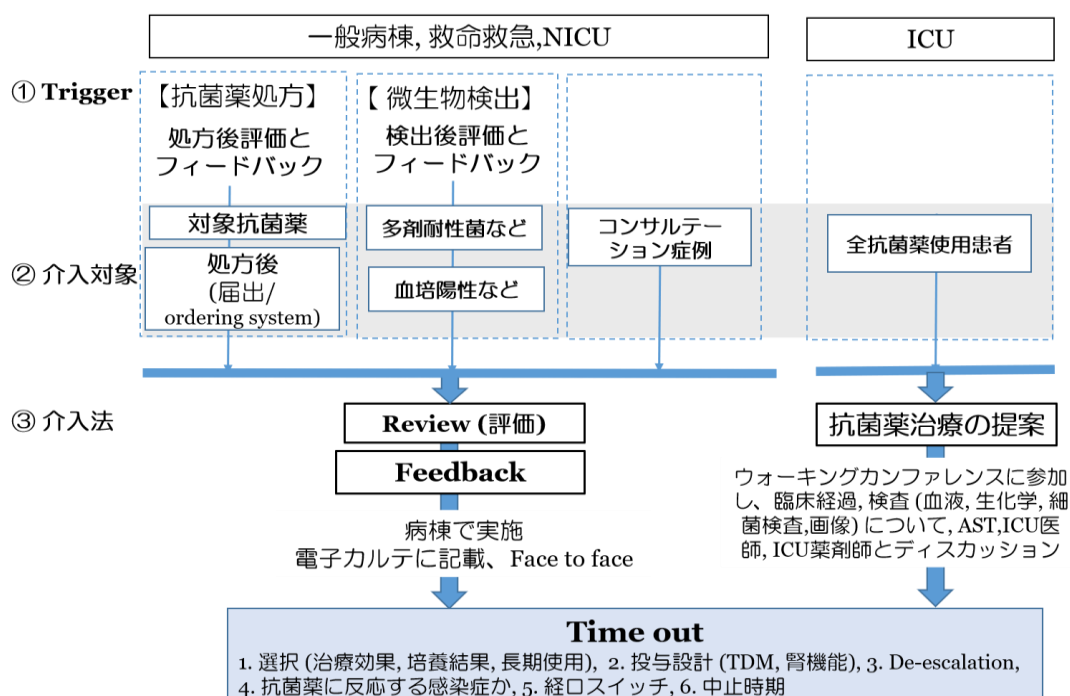 一般病棟, 救命救急,NICU
ICU
① Trigger
【抗菌薬処方】
処方後評価と
フィードバック
【 微生物検出】
検出後評価と
フィードバック
② 介入対象
対象抗菌薬
処方後
(届出/
ordering system)
多剤耐性菌など
血培陽性など
コンサルテー
ション症例
全抗菌薬使用患者
③ 介入法
Review (評価)
Feedback
病棟で実施
電子カルテに記載、Face to face
抗菌薬治療の提案
ウォーキングカンファレンスに参加
し、臨床経過, 検査 (血液, 生化学, 細
菌検査,画像) について, AST,ICU医
師, ICU薬剤師とディスカッション
Time out
1. 選択 (治療効果, 培養結果, 長期使用), 2. 投与設計 (TDM, 腎機能), 3. De-escalation,
4. 抗菌薬に反応する感染症か, 5. 経口スイッチ, 6. 中止時期